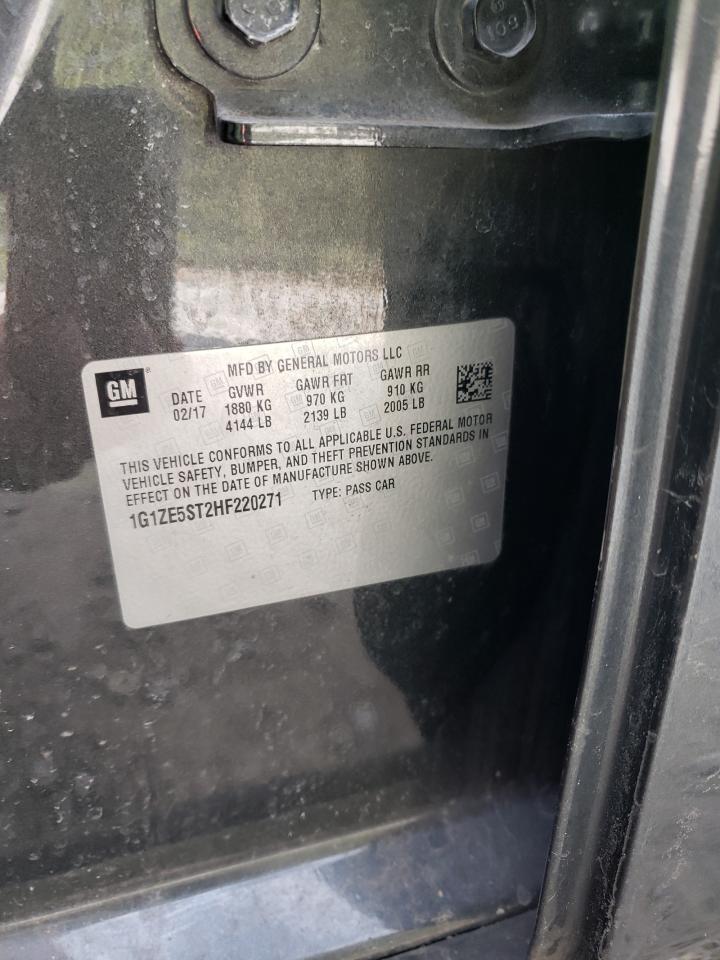 GM
MFD BY GENERAL MOTORS LLC
DATE GVWR GAWR FRT GAWR RR
02/17 1880 KG 970 KG 910 KG
4144 LB 2139 LB 2005 LB
THIS VEHICLE CONFORMS TO ALL APPLICABLE U.S. FEDERAL MOTOR
VEHICLE SAFETY, BUMPER, AND THEFT PREVENTION STANDARDS IN
EFFECT ON THE DATE OF MANUFACTURE SHOWN ABOVE.
1G1ZE5ST2HF220271 TYPE: PASS CAR